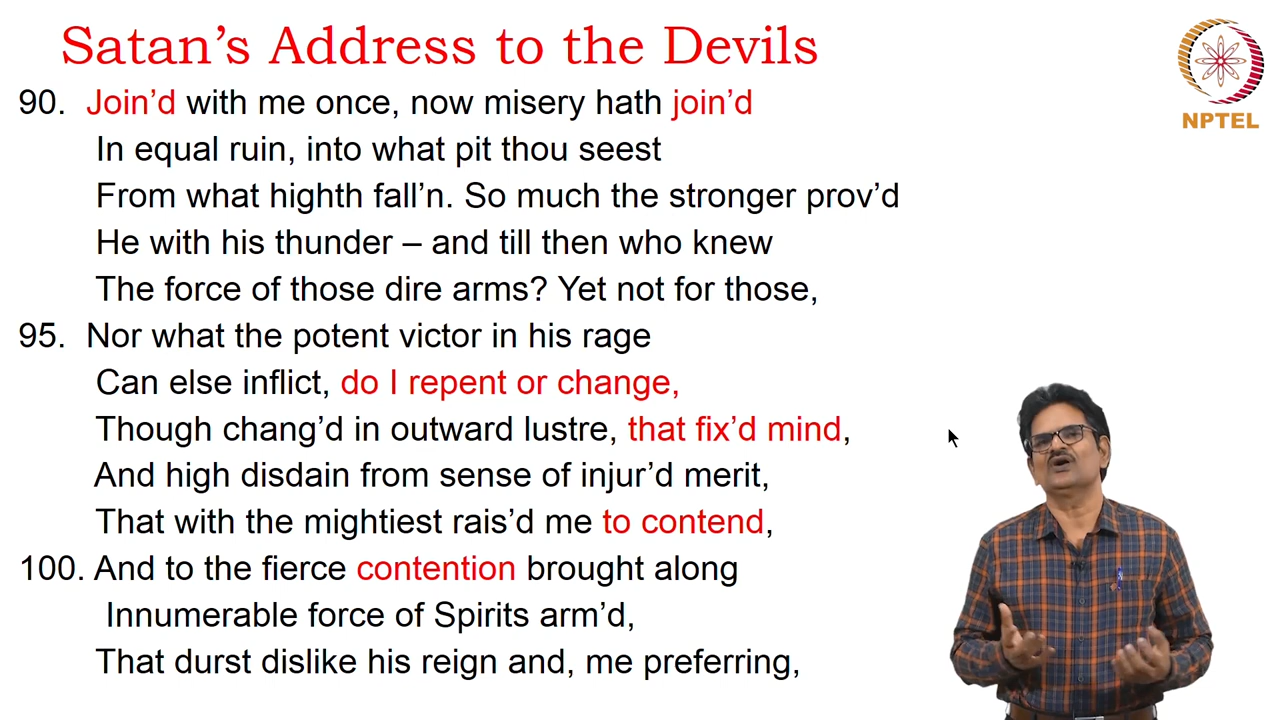 Satan’s Address to the Devils
NPTEL
90. Join’d with me once, now misery hath join’d
In equal ruin, into what pit thou seest
From what highth fall’n. So much the stronger prov’d
He with his thunder – and till then who knew
The force of those dire arms? Yet not for those,
95. Nor what the potent victor in his rage
Can else inflict, do I repent or change,
Though chang’d in outward lustre, that fix’d mind,
And high disdain from sense of injur’d merit,
That with the mightiest rais’d me to contend,
100. And to the fierce contention brought along
Innumerable force of Spirits arm’d,
That durst dislike his reign and, me preferring,